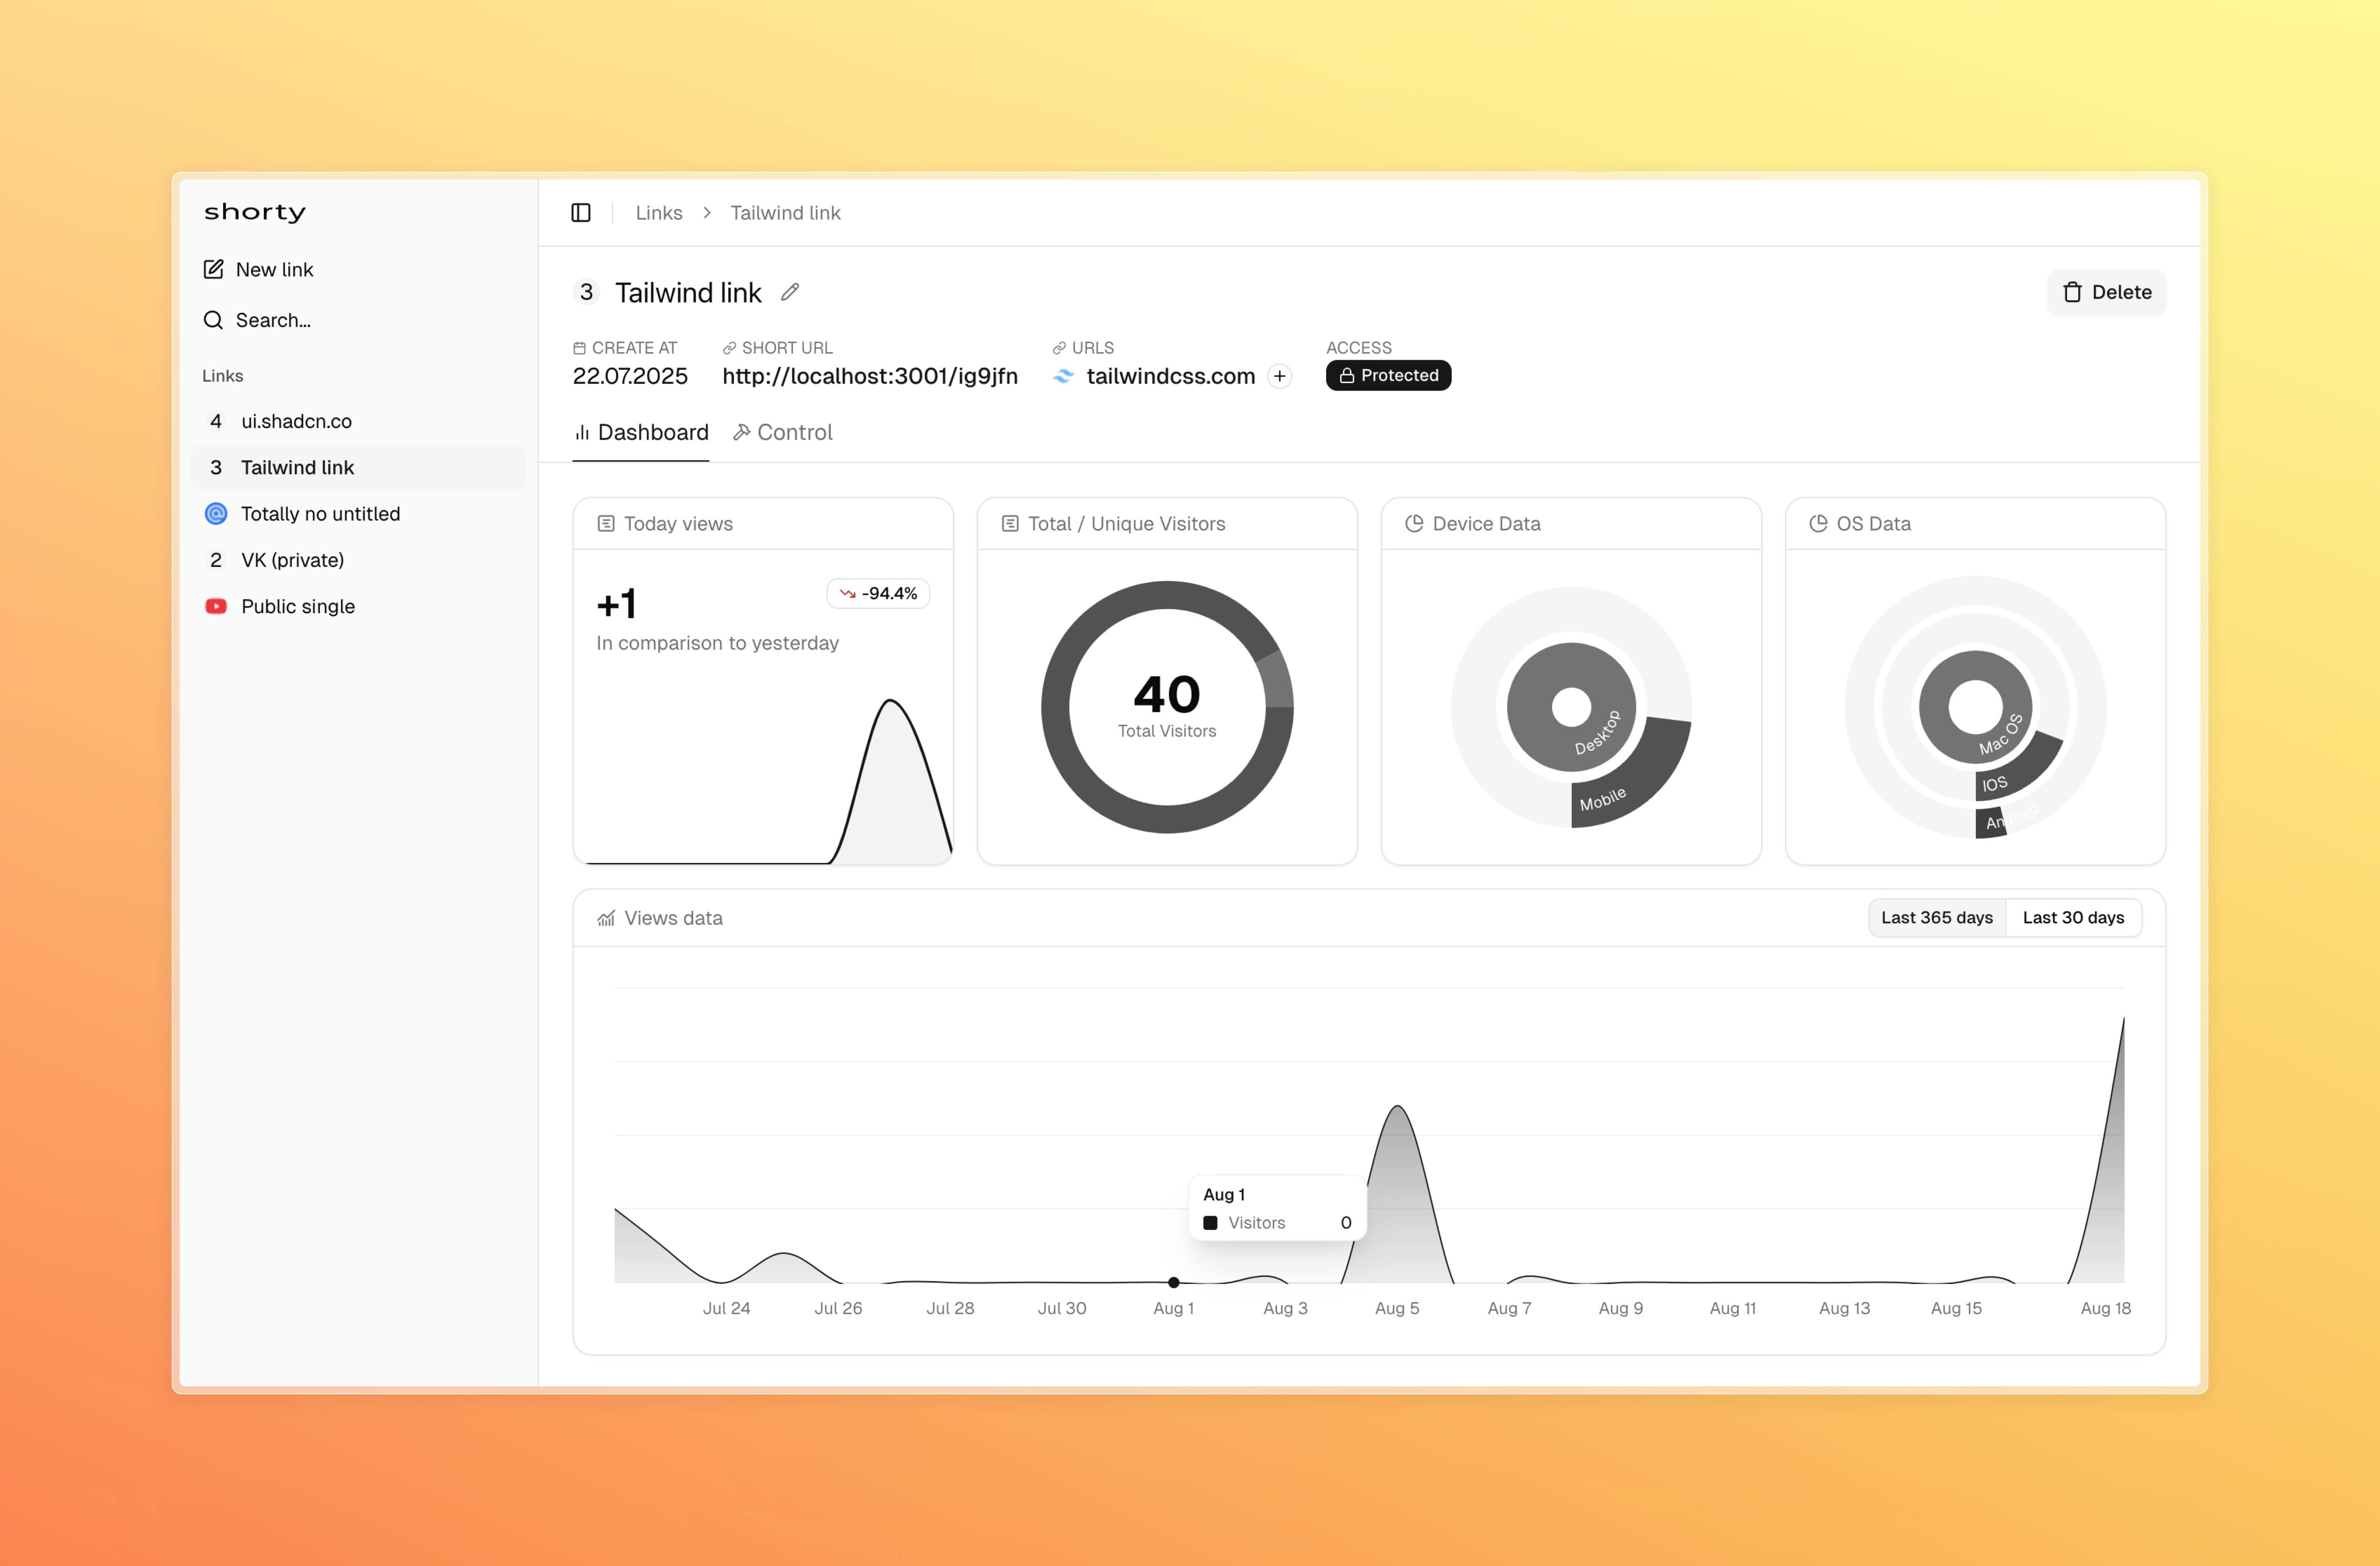 shorty
New link
Search...
Links
4 ui.shadcn.co
3 Tailwind link
Totally no untitled
2 VK (private)
Public single
Links > Tailwind link
3 Tailwind link
Delete
CREATE AT
22.07.2025
SHORT URL
http://localhost:3001/ig9jfn
URLS
tailwindcss.com
ACCESS
Protected
Dashboard
Control
Today views
+1
-94.4%
In comparison to yesterday
Total / Unique Visitors
40
Total Visitors
Device Data
Desktop
Mobile
OS Data
Mac OS
IOS
Android
Views data
Last 365 days
Last 30 days
Aug 1
Visitors 0
Jul 24 Jul 26 Jul 28 Jul 30 Aug 1 Aug 3 Aug 5 Aug 7 Aug 9 Aug 11 Aug 13 Aug 15 Aug 18